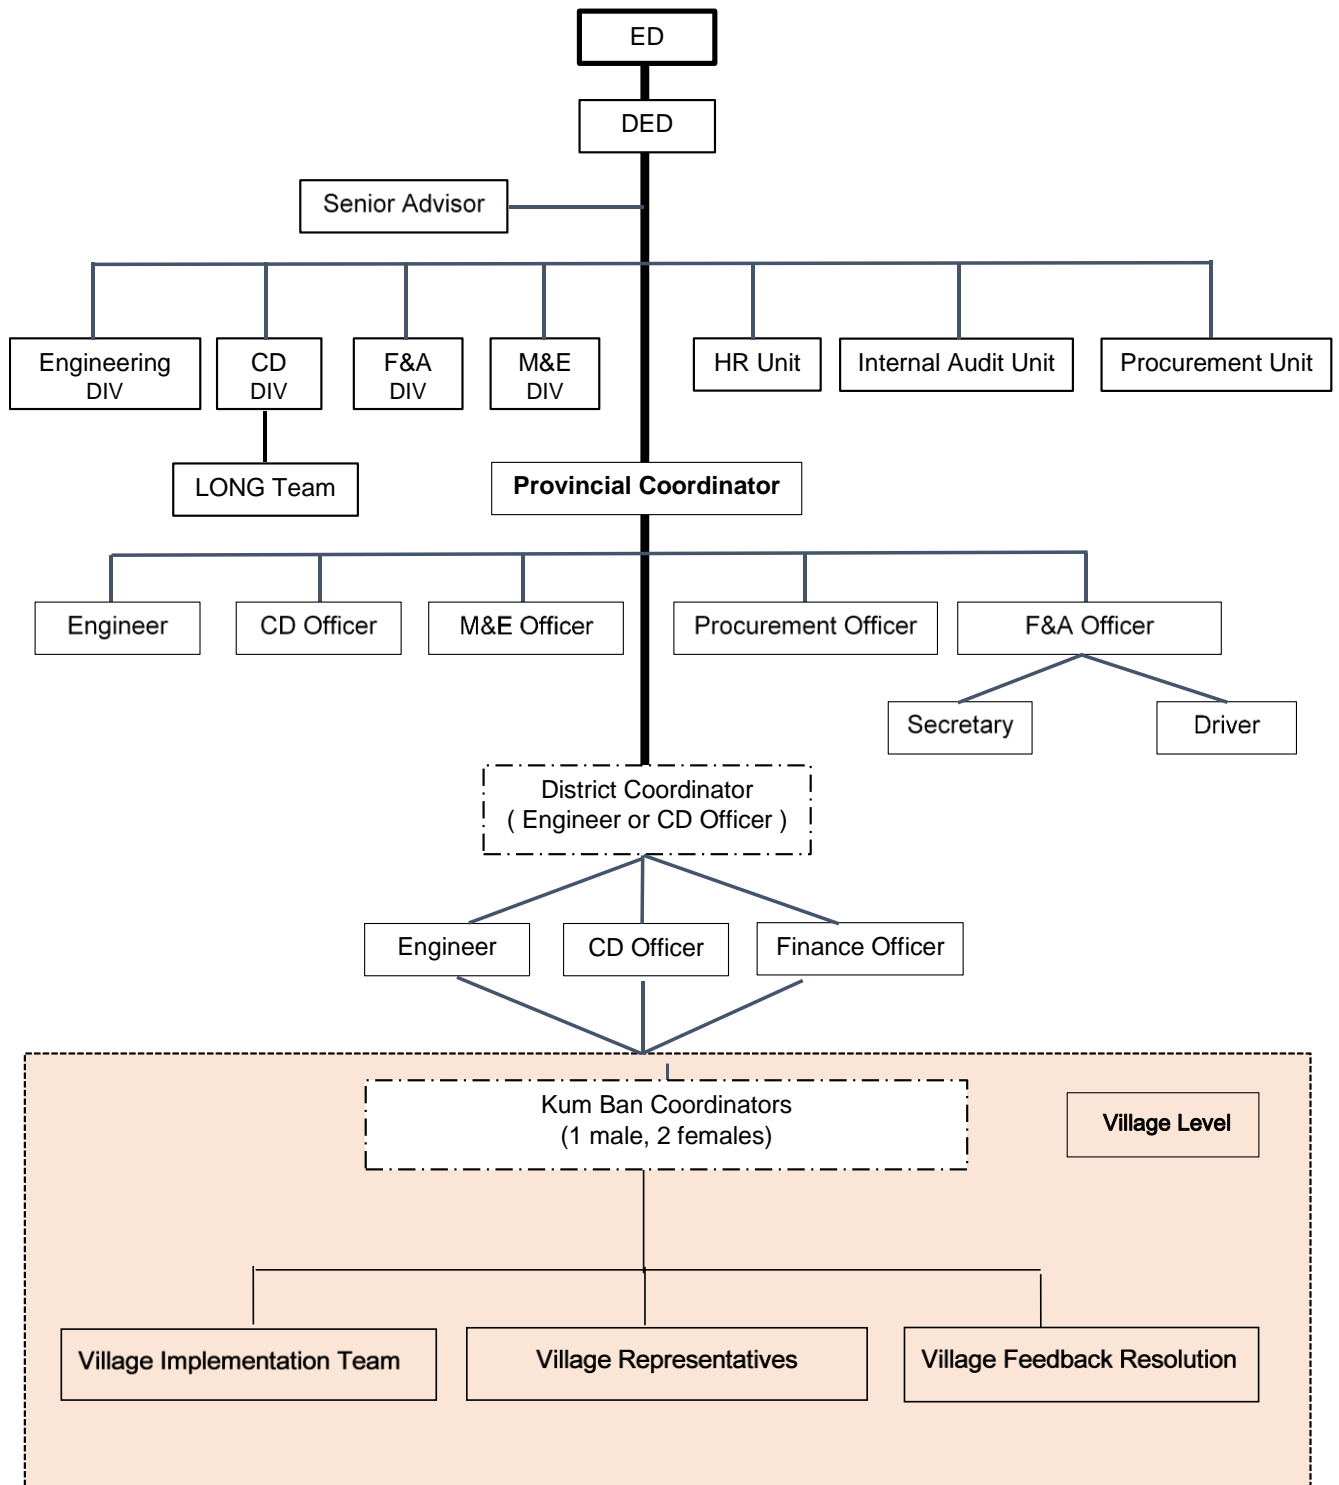 ED
DED
Senior Advisor
Engineering
DIV
CD
DIV
F&A
DIV
M&E
DIV
HR Unit
Internal Audit Unit
Procurement Unit
LONG Team
Provincial Coordinator
Engineer
CD Officer
M&E Officer
Procurement Officer
F&A Officer
Secretary
Driver
District Coordinator
( Engineer or CD Officer )
Engineer
CD Officer
Finance Officer
Kum Ban Coordinators
(1 male, 2 females)
Village Level
Village Implementation Team
Village Representatives
Village Feedback Resolution